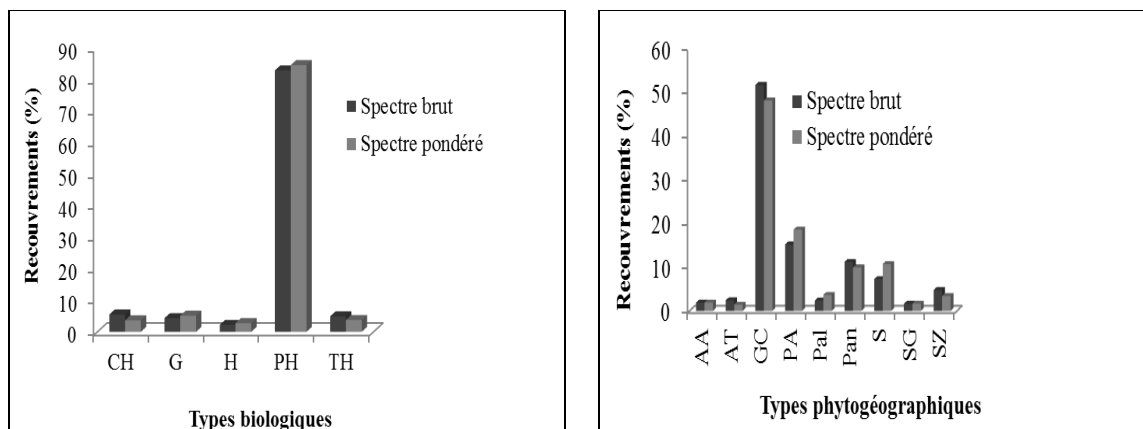 Recouvrements (%)
90
80
70
60
50
40
30
20
10
0
Spectre brut
Spectre pondéré
CH G H PH TH
Types biologiques
Recouvrements (%)
60
50
40
30
20
10
0
Spectre brut
Spectre pondéré
AA AT GC PA Pal Pan S SG SZ
Types phytogéographiques